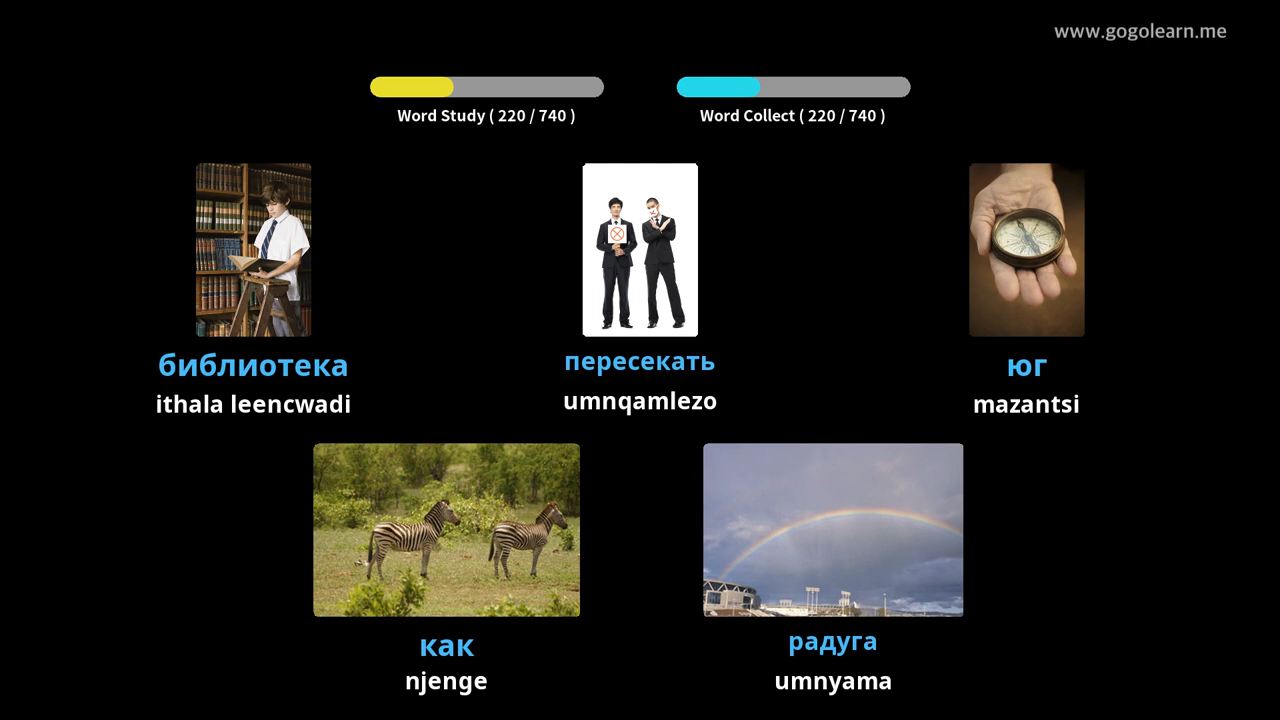 www.gogolearn.me
Word Study ( 220 / 740 )
Word Collect ( 220 / 740 )
библиотека
ithala leencwadi
пересекать
umnqamlezo
юг
mazantsi
как
njenge
радуга
umnyama